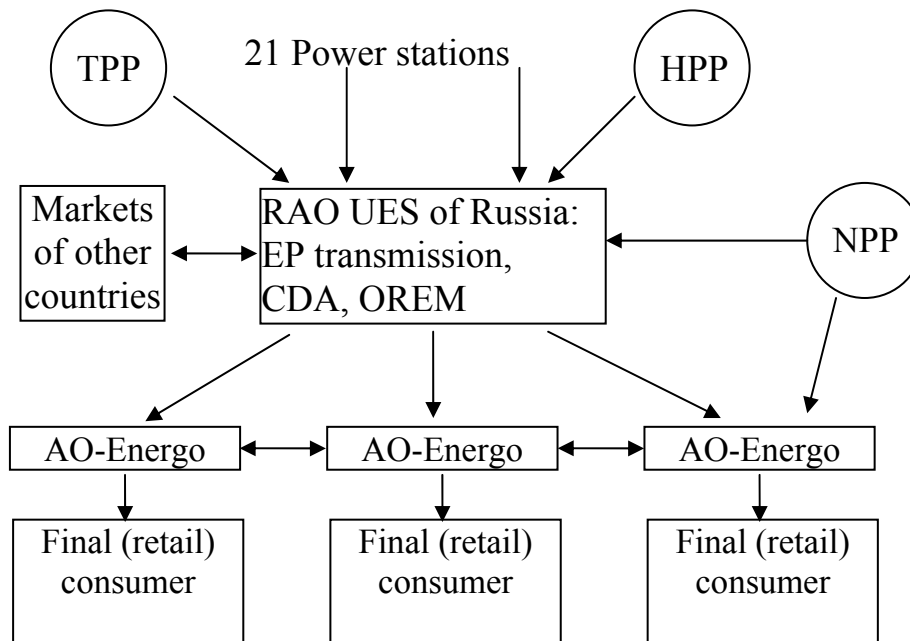 TPP
21 Power stations
HPP
Markets
of other
countries
RAO UES of Russia:
EP transmission,
CDA, OREM
NPP
AO-Energo
AO-Energo
AO-Energo
Final (retail)
consumer
Final (retail)
consumer
Final (retail)
consumer